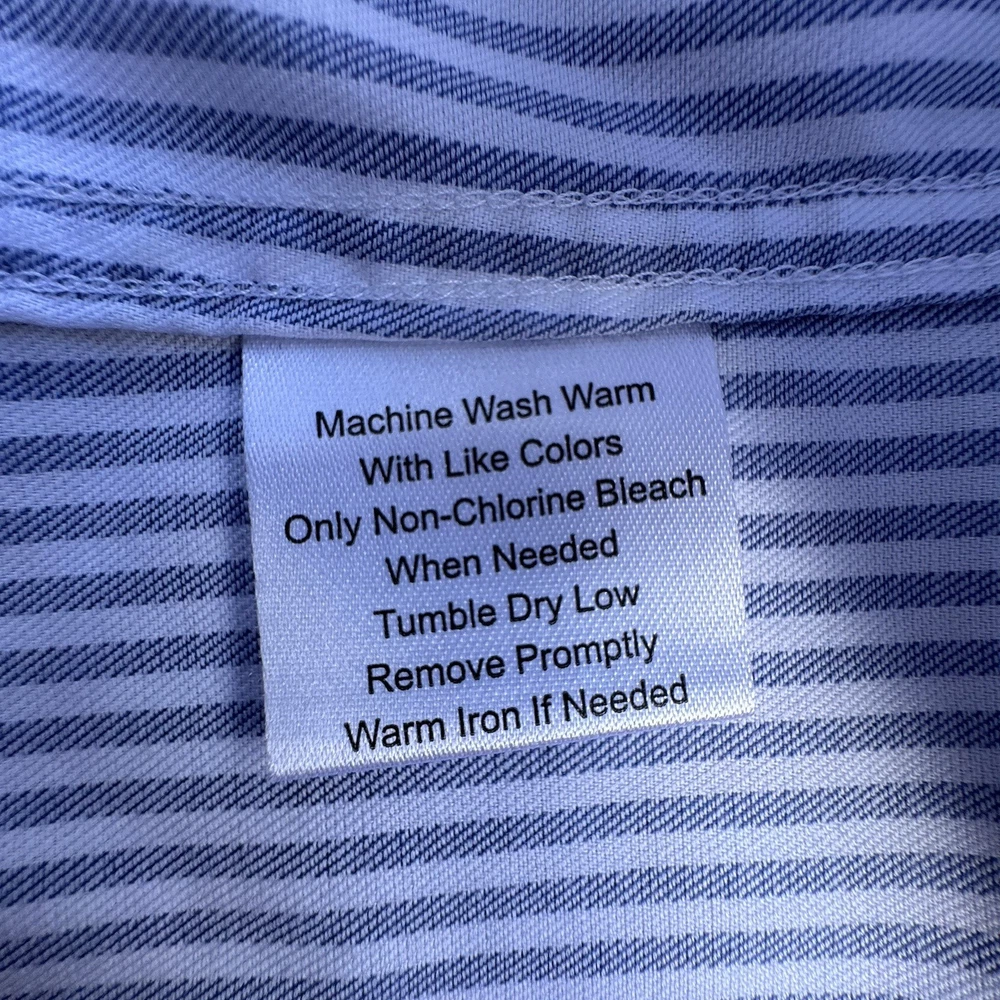 Machine Wash Warm
With Like Colors
Only Non-Chlorine Bleach
When Needed
Tumble Dry Low
Remove Promptly
Warm Iron If Needed